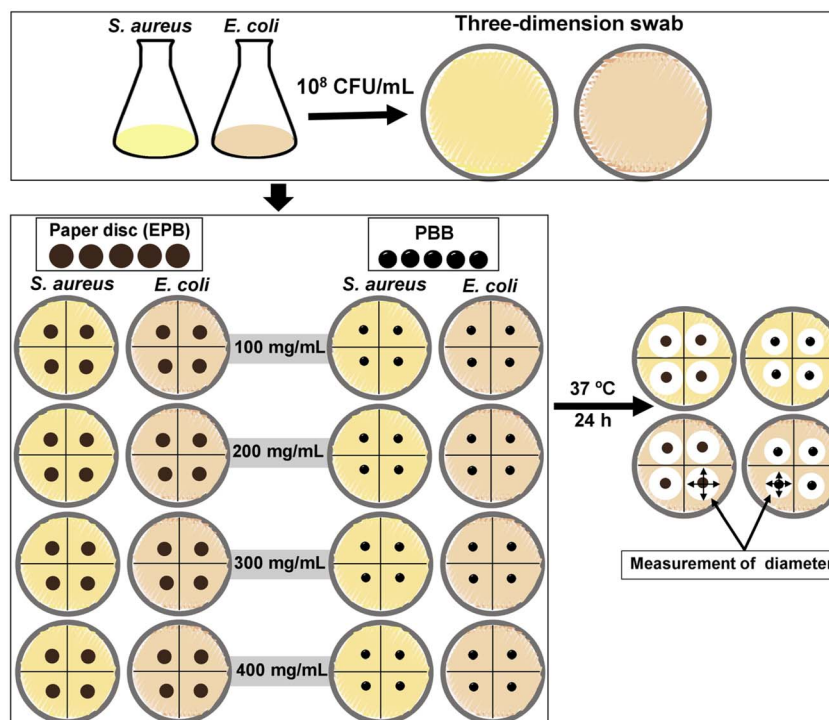 S. aureus E. coli
Three-dimension swab
10⁸ CFU/mL
Paper disc (EPB)
PBB
S. aureus E. coli
S. aureus E. coli
100 mg/mL
200 mg/mL
300 mg/mL
400 mg/mL
37 ºC
24 h
Measurement of diameter